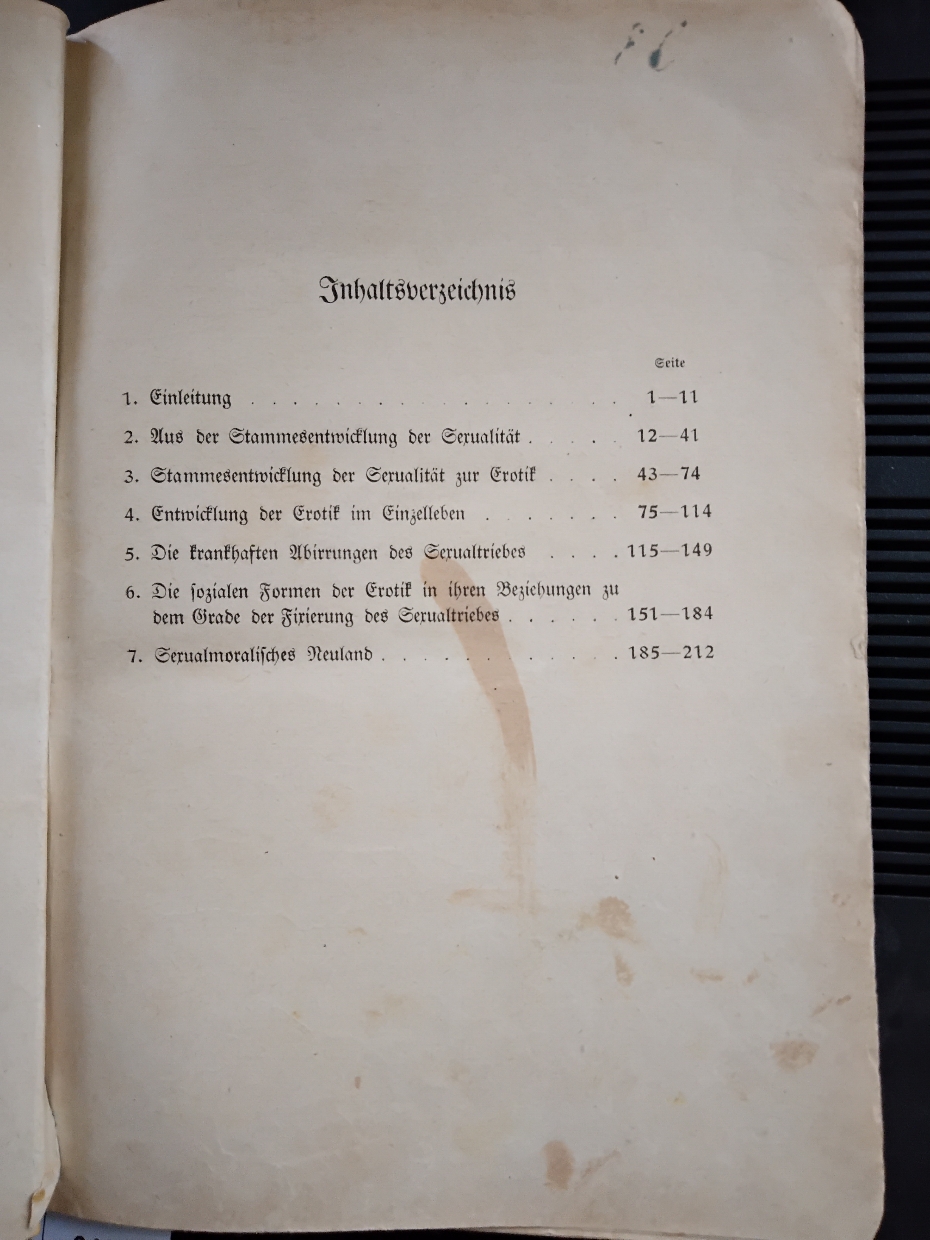 Inhaltsverzeichnis
Seite
1. Einleitung . . . . . . . . . . . . . . . . 1—11
2. Aus der Stammesentwicklung der Sexualität . . . . 12—41
3. Stammesentwicklung der Sexualität zur Erotik . . . . 43—74
4. Entwicklung der Erotik im Einzelleben . . . . . . . 75—114
5. Die krankhaften Abirrungen des Sexualtriebes . . . . 115—149
6. Die sozialen Formen der Erotik in ihren Beziehungen zu
dem Grade der Fixierung des Sexualtriebes . . . . . . 151—184
7. Sexualmoralisches Neuland . . . . . . . . . . . 185—212